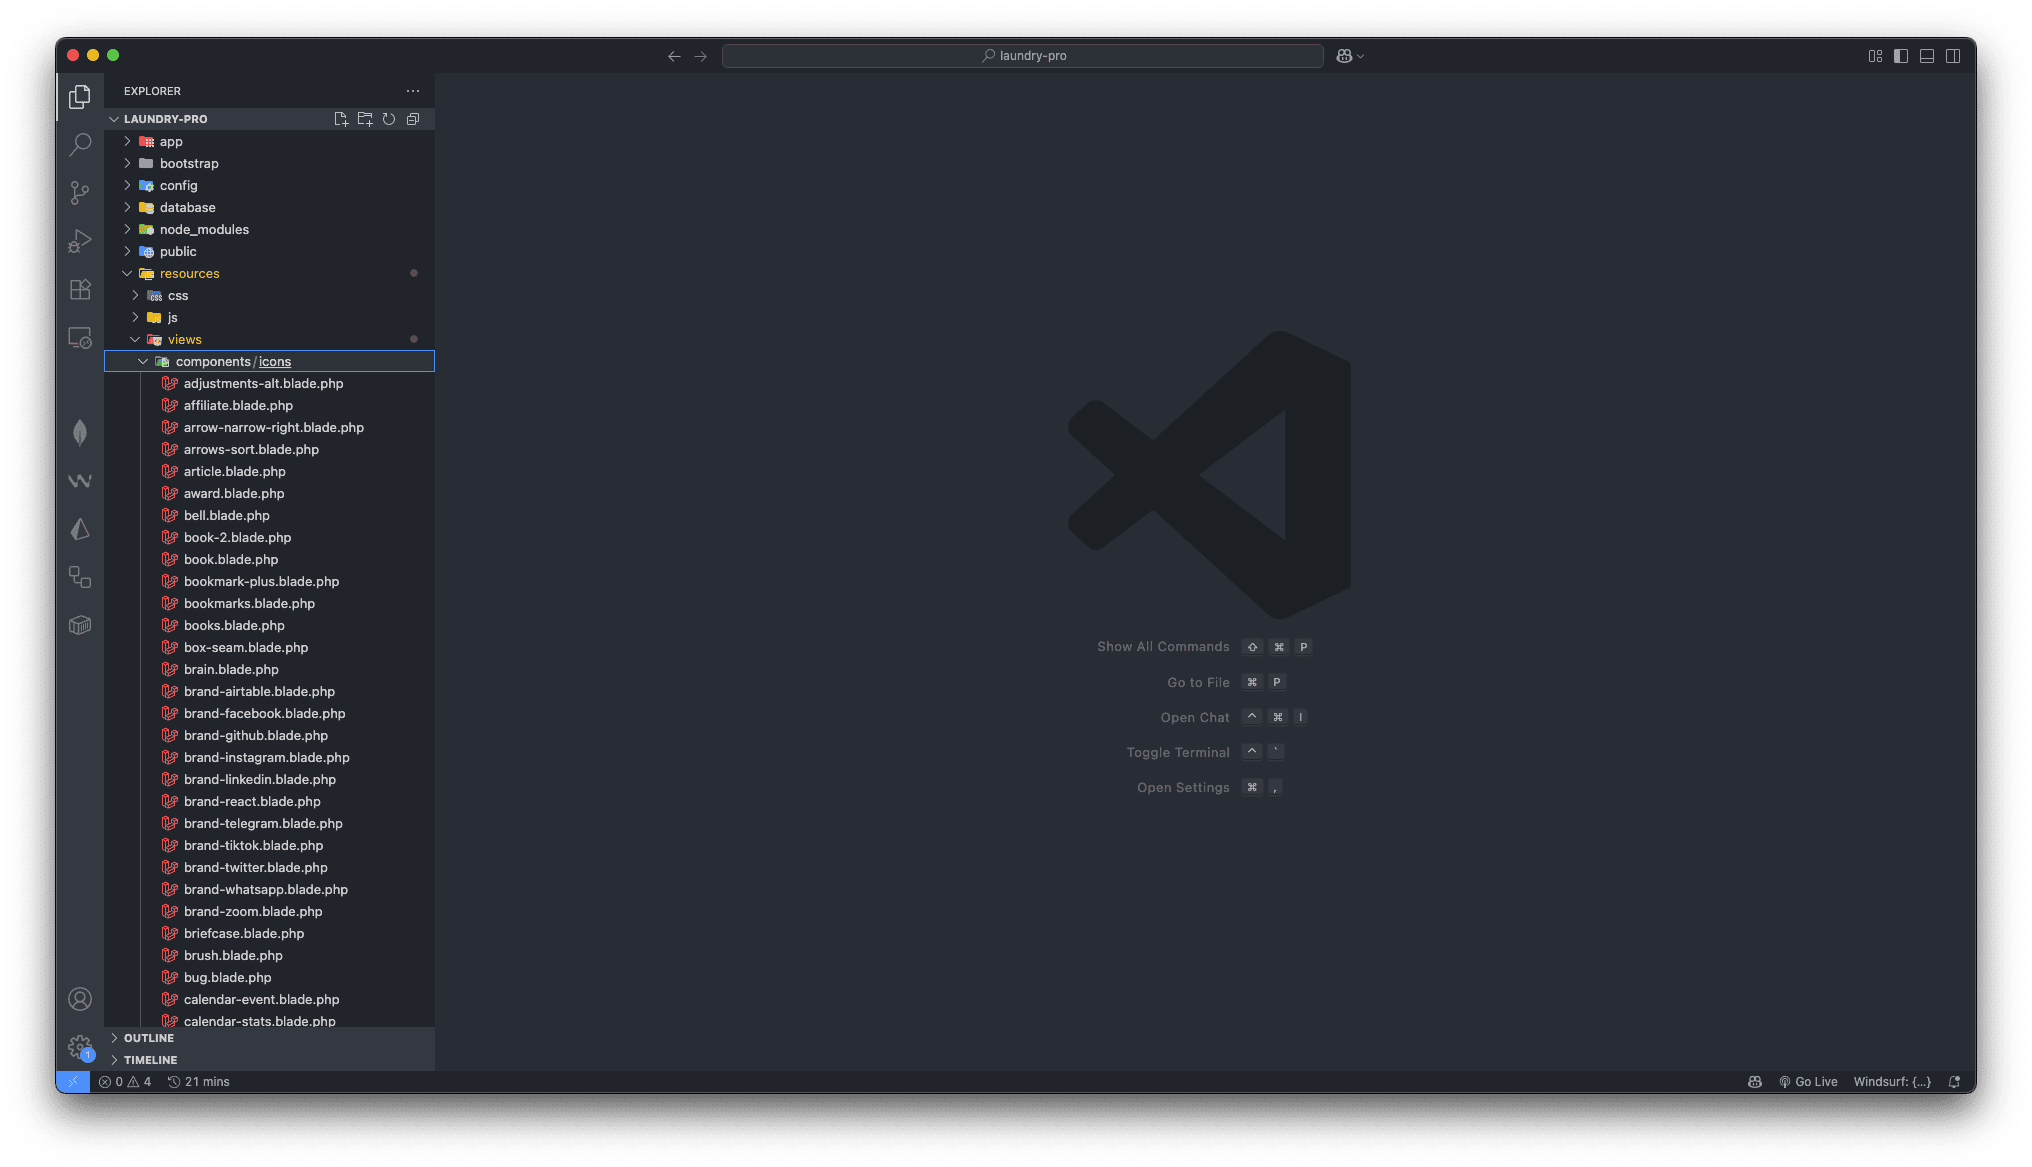 laundry-pro
EXPLORER
LAUNDRY-PRO
app
bootstrap
config
database
node_modules
public
resources
css
js
views
components/icons
adjustments-alt.blade.php
affiliate.blade.php
arrow-narrow-right.blade.php
arrows-sort.blade.php
article.blade.php
award.blade.php
bell.blade.php
book-2.blade.php
book.blade.php
bookmark-plus.blade.php
bookmarks.blade.php
books.blade.php
box-seam.blade.php
brain.blade.php
brand-airtable.blade.php
brand-facebook.blade.php
brand-github.blade.php
brand-instagram.blade.php
brand-linkedin.blade.php
brand-react.blade.php
brand-telegram.blade.php
brand-tiktok.blade.php
brand-twitter.blade.php
brand-whatsapp.blade.php
brand-zoom.blade.php
briefcase.blade.php
brush.blade.php
bug.blade.php
calendar-event.blade.php
calendar-stats.blade.php
OUTLINE
TIMELINE
1
Show All Commands ⇧ ⌘ P
Go to File ⌘ P
Open Chat ^ ⌘ I
Toggle Terminal ^ `
Open Settings ⌘ ,
0 4 21 mins
Go Live Windsurf: {...}